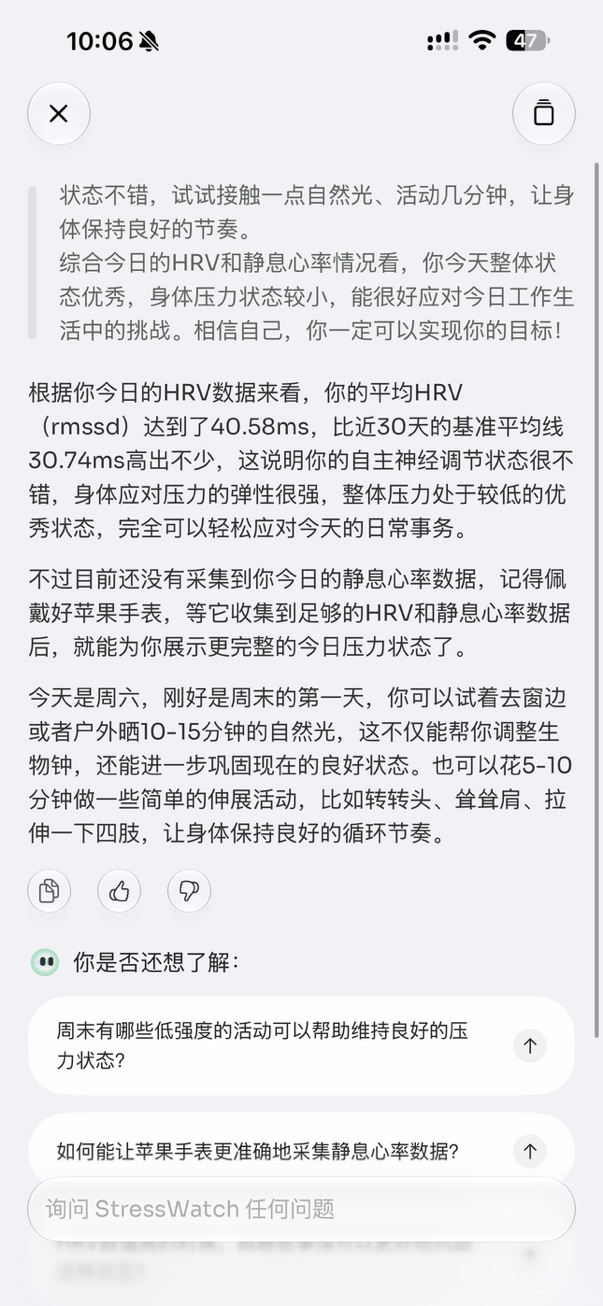 10:06
47
状态不错，试试接触一点自然光、活动几分钟，让身
体保持良好的节奏。
综合今日的HRV和静息心率情况看，你今天整体状
态优秀，身体压力状态较小，能很好应对今日工作生
活中的挑战。相信自己，你一定可以实现你的目标！
根据你今日的HRV数据来看，你的平均HRV
（rmssd）达到了40.58ms，比近30天的基准平均线
30.74ms高出不少，这说明你的自主神经调节状态很不
错，身体应对压力的弹性很强，整体压力处于较低的优
秀状态，完全可以轻松应对今天的日常事务。
不过目前还没有采集到你今日的静息心率数据，记得佩
戴好苹果手表，等它收集到足够的HRV和静息心率数据
后，就能为你展示更完整的今日压力状态了。
今天是周六，刚好是周末的第一天，你可以试着去窗边
或者户外晒10-15分钟的自然光，这不仅能帮你调整生
物钟，还能进一步巩固现在的良好状态。也可以花5-10
分钟做一些简单的伸展活动，比如转转头、耸耸肩、拉
伸一下四肢，让身体保持良好的循环节奏。
你是否还想了解：
周末有哪些低强度的活动可以帮助维持良好的压
力状态?
如何能让苹果手表更准确地采集静息心率数据?
询问 StressWatch 任何问题